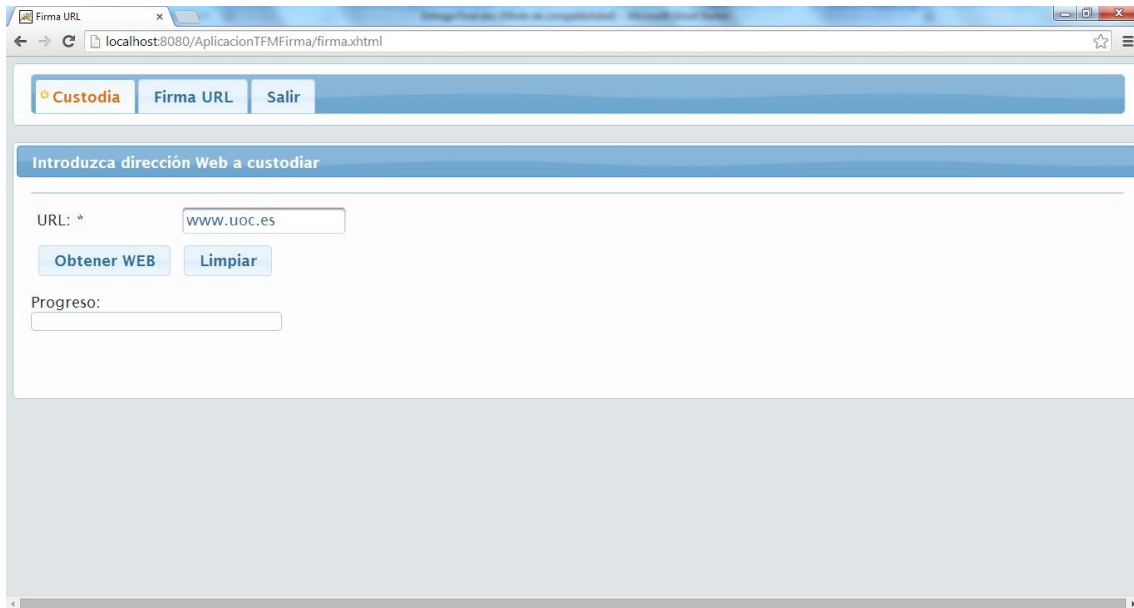 Firma URL
localhost:8080/AplicacionTFMFirma/firma.xhtml
Custodia Firma URL Salir
Introduzca dirección Web a custodiar
URL: * www.uoc.es
Obtener WEB Limpiar
Progreso: